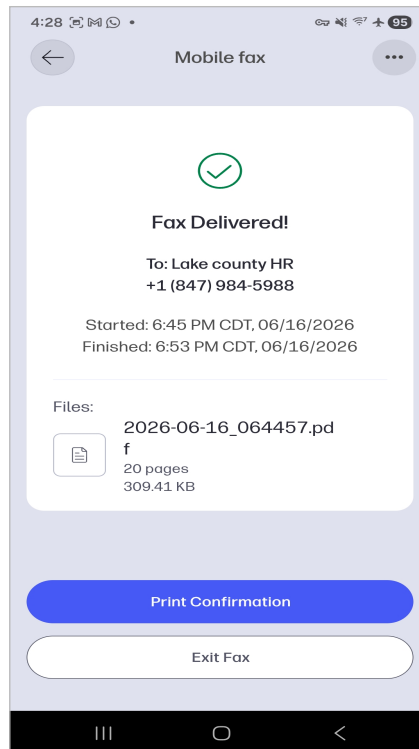 4:28
95
Mobile fax
Fax Delivered!
To: Lake county HR
+1 (847) 984-5988
Started: 6:45 PM CDT, 06/16/2026
Finished: 6:53 PM CDT, 06/16/2026
Files:
2026-06-16_064457.pd
f
20 pages
309.41 KB
Print Confirmation
Exit Fax